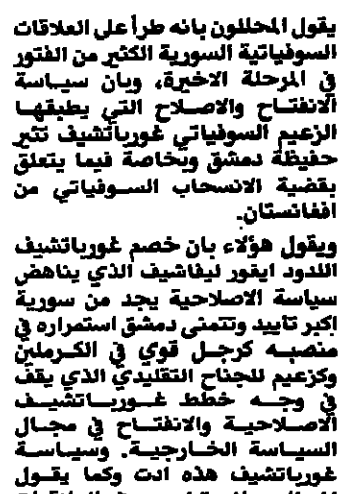 يقول المحللون بانه طرأ على العلاقات
السوفياتية السورية الكثير من الفتور
في المرحلة الاخيرة، وبان سياسة
الانفتاح والاصلاح التي يطبقها
الزعيم السوفياتي غورباتشيف تثير
حفيظة دمشق وبخاصة فيما يتعلق
بقضية الانسحاب السوفياتي من
افغانستان.
ويقول هؤلاء بان خصم غورباتشيف
اللدود ايغور ليفاشيف الذي يناهض
سياسة الاصلاحية يجد من سورية
اكبر تاييد وتتمنى دمشق استمراره في
منصبه كرجل قوي في الكرملين
وكزعيم للجناح التقليدي الذي يقف
في وجه خطط غورباتشيف
الاصلاحية والانفتاح في مجال
السياسة الخارجية. وسياسة
غورباتشيف هذه ادت وكما يقول